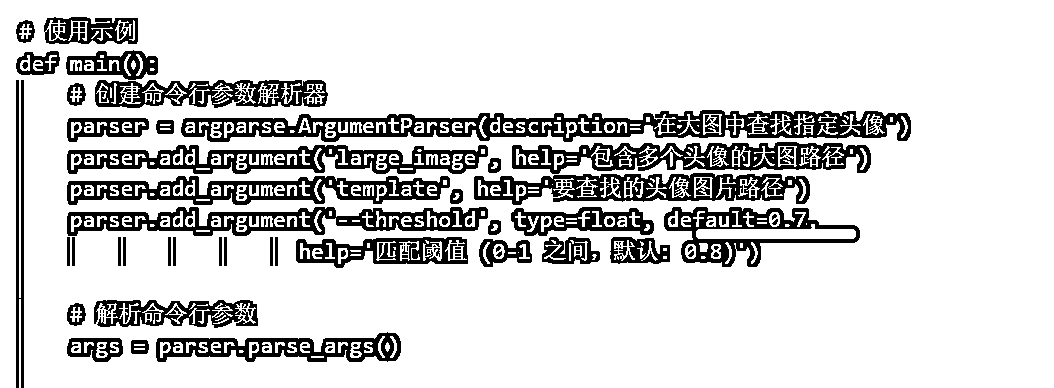 # 使用示例
def main():
# 创建命令行参数解析器
parser = argparse.ArgumentParser(description='在大图中查找指定头像')
parser.add_argument('large_image', help='包含多个头像的大图路径')
parser.add_argument('template', help='要查找的头像图片路径')
parser.add_argument('--threshold', type=float, default=0.7,
help='匹配阈值 (0-1 之间, 默认: 0.8)')
# 解析命令行参数
args = parser.parse_args()